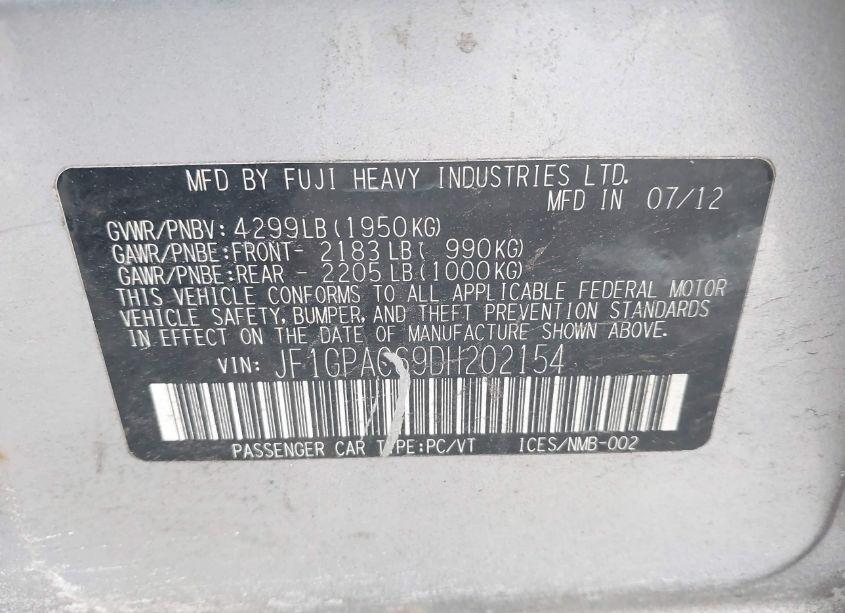 MFD BY FUJI HEAVY INDUSTRIES LTD.
MFD IN 07/12
GVWR/PNBV: 4299LB(1950KG)
GAWR/PNBE:FRONT- 2183LB( 990KG)
GAWR/PNBE:REAR - 2205LB(1000KG)
THIS VEHICLE CONFORMS TO ALL APPLICABLE FEDERAL MOTOR
VEHICLE SAFETY, BUMPER, AND THEFT PREVENTION STANDARDS
IN EFFECT ON THE DATE OF MANUFACTURE SHOWN ABOVE.
VIN: JF1GPAC69DH202154
PASSENGER CAR TYPE:PC/VT ICES/NMB-002